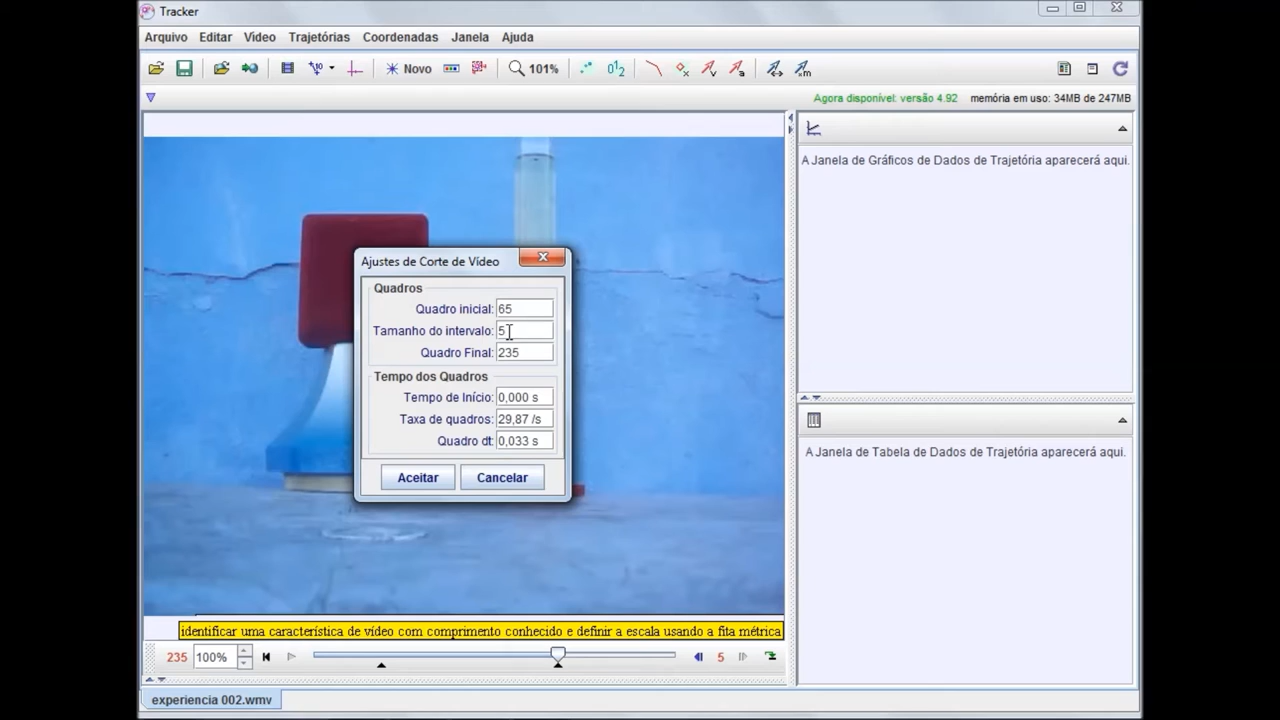 Tracker
Arquivo Editar Vídeo Trajetórias Coordenadas Janela Ajuda
Novo 101%
Agora disponível: versão 4.92 memória em uso: 34MB de 247MB
A Janela de Gráficos de Dados de Trajetória aparecerá aqui.
Ajustes de Corte de Vídeo
Quadros
Quadro inicial: 65
Tamanho do intervalo: 5
Quadro Final: 235
Tempo dos Quadros
Tempo de Início: 0,000 s
Taxa de quadros: 29,87 /s
Quadro dt: 0,033 s
Aceitar Cancelar
A Janela de Tabela de Dados de Trajetória aparecerá aqui.
identificar uma característica de vídeo com comprimento conhecido e definir a escala usando a fita métrica
235 100% 5
experiencia 002.wmv